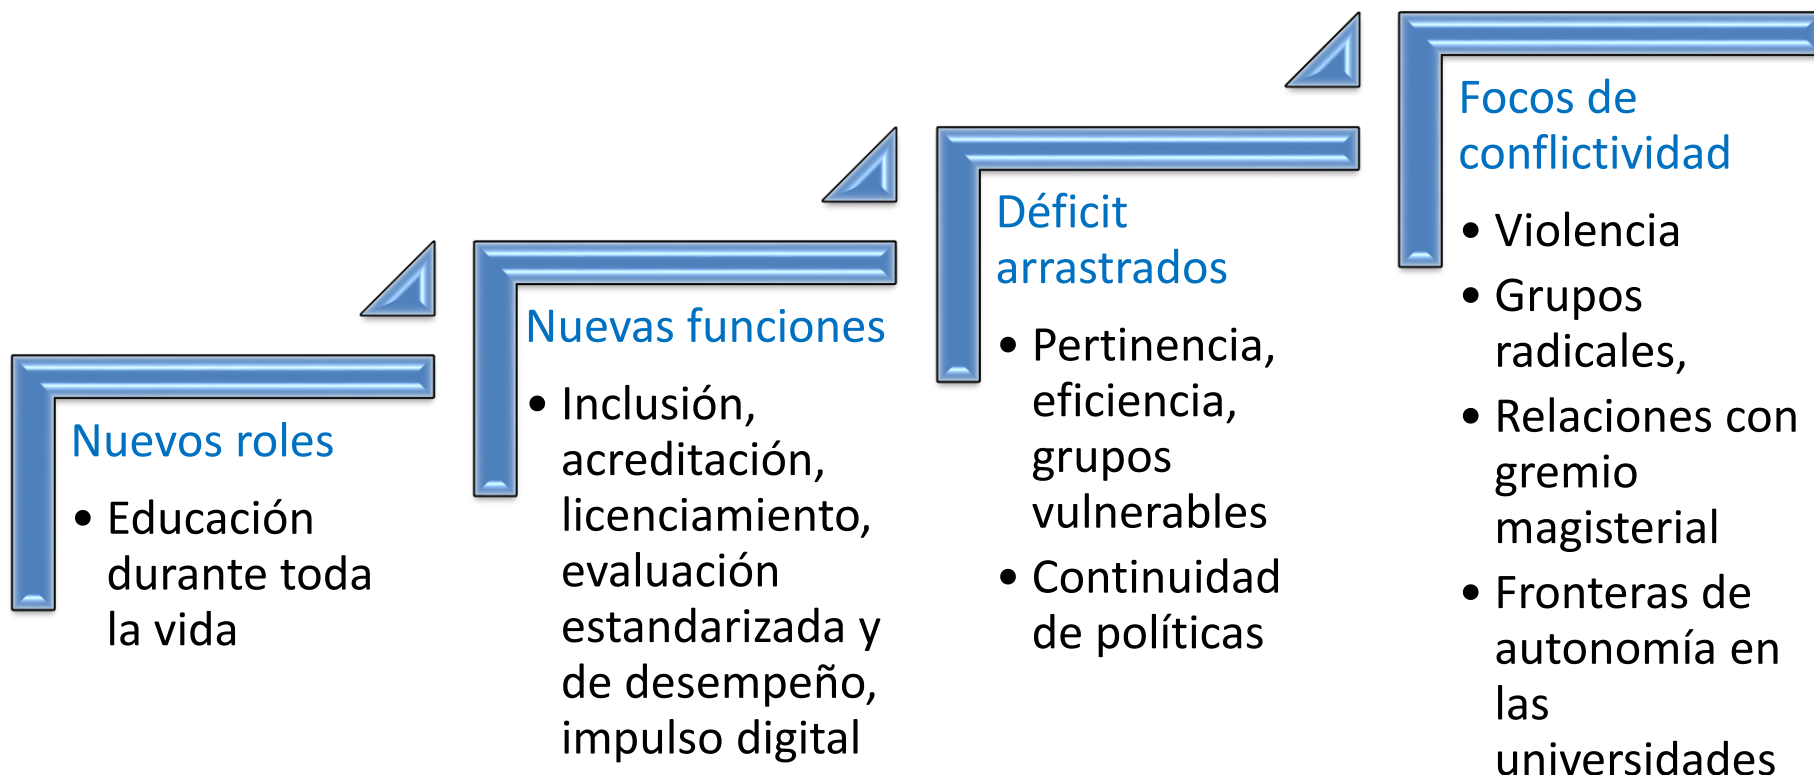 Nuevos roles
• Educación
durante toda
la vida
Nuevas funciones
• Inclusión,
acreditación,
licenciamiento,
evaluación
estandarizada y
de desempeño,
impulso digital
Déficit
arrastrados
• Pertinencia,
eficiencia,
grupos
vulnerables
• Continuidad
de políticas
Focos de
conflictividad
• Violencia
• Grupos
radicales,
• Relaciones con
gremio
magisterial
• Fronteras de
autonomía en
las
universidades